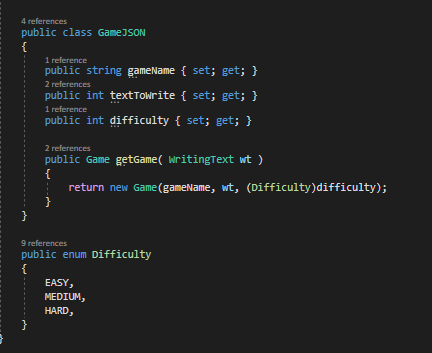 4 references
public class GameJSON
{
1 reference
public string gameName { set; get; }
2 references
public int textToWrite { set; get; }
1 reference
public int difficulty { set; get; }
2 references
public Game getGame( WritingText wt )
{
return new Game(gameName, wt, (Difficulty)difficulty);
}
}
9 references
public enum Difficulty
{
EASY,
MEDIUM,
HARD,
}
}